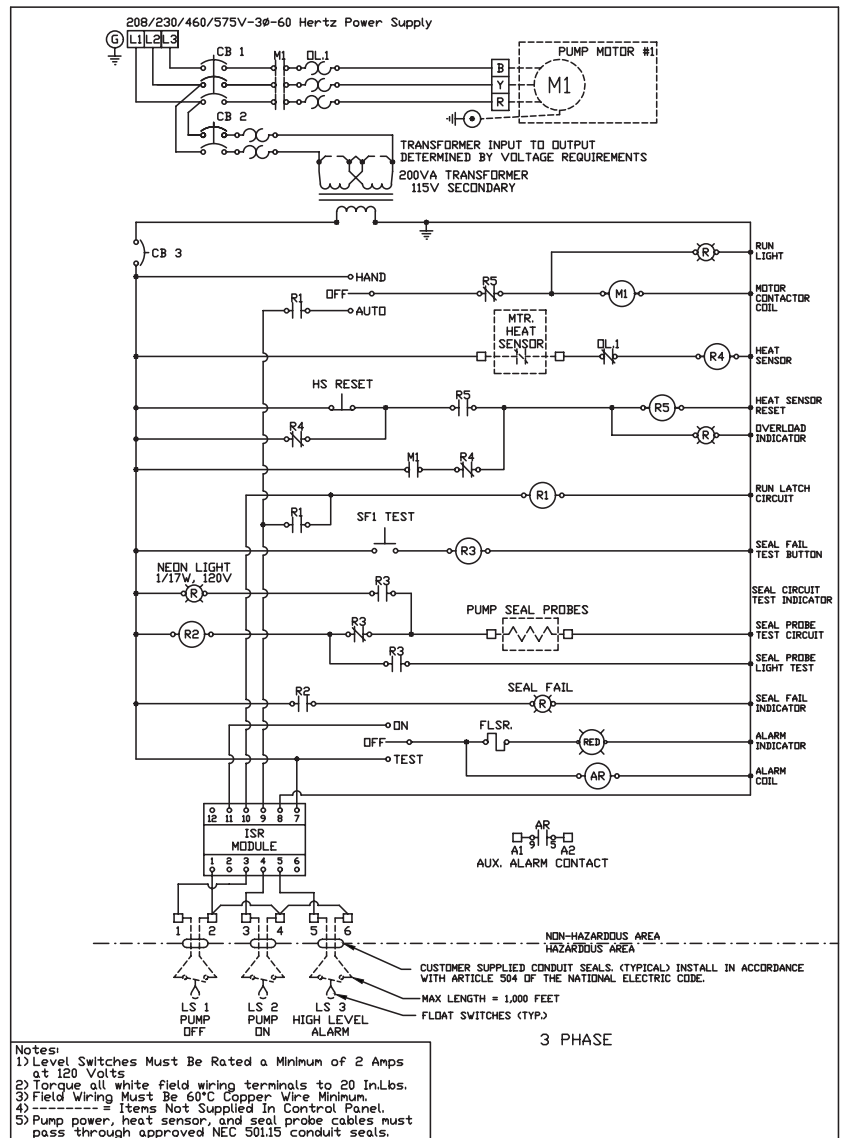 208/230/460/575V-3ø-60 Hertz Power Supply
G L1 L2 L3
CB 1
M1
OL1
PUMP MOTOR #1
B
Y
R
M1
CB 2
TRANSFORMER INPUT TO OUTPUT
DETERMINED BY VOLTAGE REQUIREMENTS
200VA TRANSFORMER
115V SECONDARY
CB 3
R
RUN
LIGHT
HAND
OFF
R5
M1
MOTOR
CONTACTOR
COIL
R1
AUTO
MTR.
HEAT
SENSOR
OL1
R4
HEAT
SENSOR
HS RESET
R5
R5
HEAT SENSOR
RESET
R4
R
OVERLOAD
INDICATOR
M1
R4
R1
RUN LATCH
CIRCUIT
R1
SF1 TEST
R3
SEAL FAIL
TEST BUTTON
NEON LIGHT
1/17W, 120V
R
R3
SEAL CIRCUIT
TEST INDICATOR
PUMP SEAL PROBES
R2
R3
SEAL PROBE
TEST CIRCUIT
R3
SEAL PROBE
LIGHT TEST
R2
SEAL FAIL
R
SEAL FAIL
INDICATOR
ON
OFF
FLSR.
RED
ALARM
INDICATOR
TEST
AR
ALARM
COIL
12 11 10 9 8 7
ISR
MODULE
1 2 3 4 5 6
AR
A1 9 5 A2
AUX. ALARM CONTACT
1 2 3 4 5 6
NON-HAZARDOUS AREA
HAZARDOUS AREA
CUSTOMER SUPPLIED CONDUIT SEALS. (TYPICAL) INSTALL IN ACCORDANCE
WITH ARTICLE 504 OF THE NATIONAL ELECTRIC CODE.
MAX LENGTH = 1,000 FEET
FLOAT SWITCHES (TYP.)
LS 1
PUMP
OFF
LS 2
PUMP
ON
LS 3
HIGH LEVEL
ALARM
3 PHASE
Notes:
1) Level Switches Must Be Rated a Minimum of 2 Amps
at 120 Volts
2) Torque all white field wiring terminals to 20 In.Lbs.
3) Field Wiring Must Be 60°C Copper Wire Minimum.
4) -------- = Items Not Supplied In Control Panel.
5) Pump power, heat sensor, and seal probe cables must
pass through approved NEC 501.15 conduit seals.